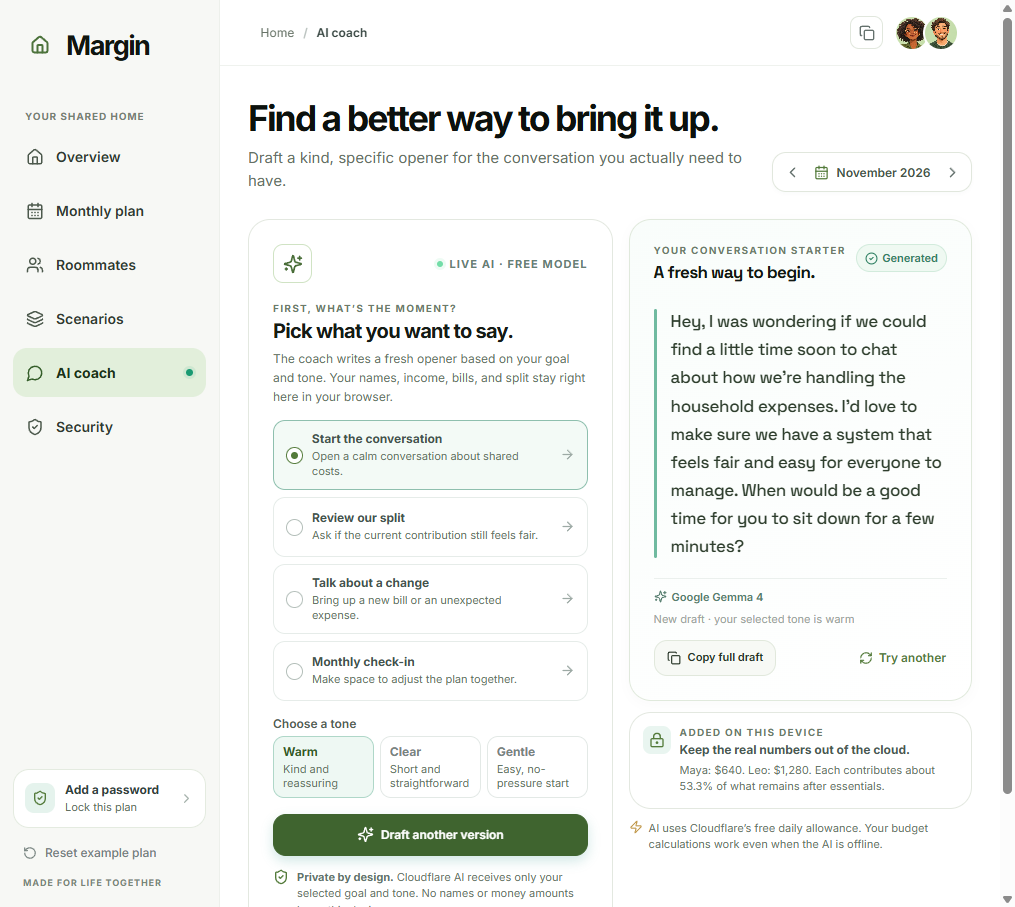 Margin
YOUR SHARED HOME
Overview
Monthly plan
Roommates
Scenarios
AI coach
Security
Add a password
Lock this plan
Reset example plan
MADE FOR LIFE TOGETHER
Home / AI coach
Find a better way to bring it up.
Draft a kind, specific opener for the conversation you actually need to
have.
November 2026
LIVE AI · FREE MODEL
FIRST, WHAT'S THE MOMENT?
Pick what you want to say.
The coach writes a fresh opener based on your goal
and tone. Your names, income, bills, and split stay right
here in your browser.
Start the conversation
Open a calm conversation about shared
costs.
Review our split
Ask if the current contribution still feels fair.
Talk about a change
Bring up a new bill or an unexpected
expense.
Monthly check-in
Make space to adjust the plan together.
Choose a tone
Warm
Kind and
reassuring
Clear
Short and
straightforward
Gentle
Easy, no-
pressure start
Draft another version
Private by design. Cloudflare AI receives only your
selected goal and tone. No names or money amounts
YOUR CONVERSATION STARTER
A fresh way to begin.
Generated
Hey, I was wondering if we could
find a little time soon to chat
about how we're handling the
household expenses. I'd love to
make sure we have a system that
feels fair and easy for everyone to
manage. When would be a good
time for you to sit down for a few
minutes?
Google Gemma 4
New draft · your selected tone is warm
Copy full draft
Try another
ADDED ON THIS DEVICE
Keep the real numbers out of the cloud.
Maya: $640. Leo: $1,280. Each contributes about
53.3% of what remains after essentials.
AI uses Cloudflare's free daily allowance. Your budget
calculations work even when the AI is offline.